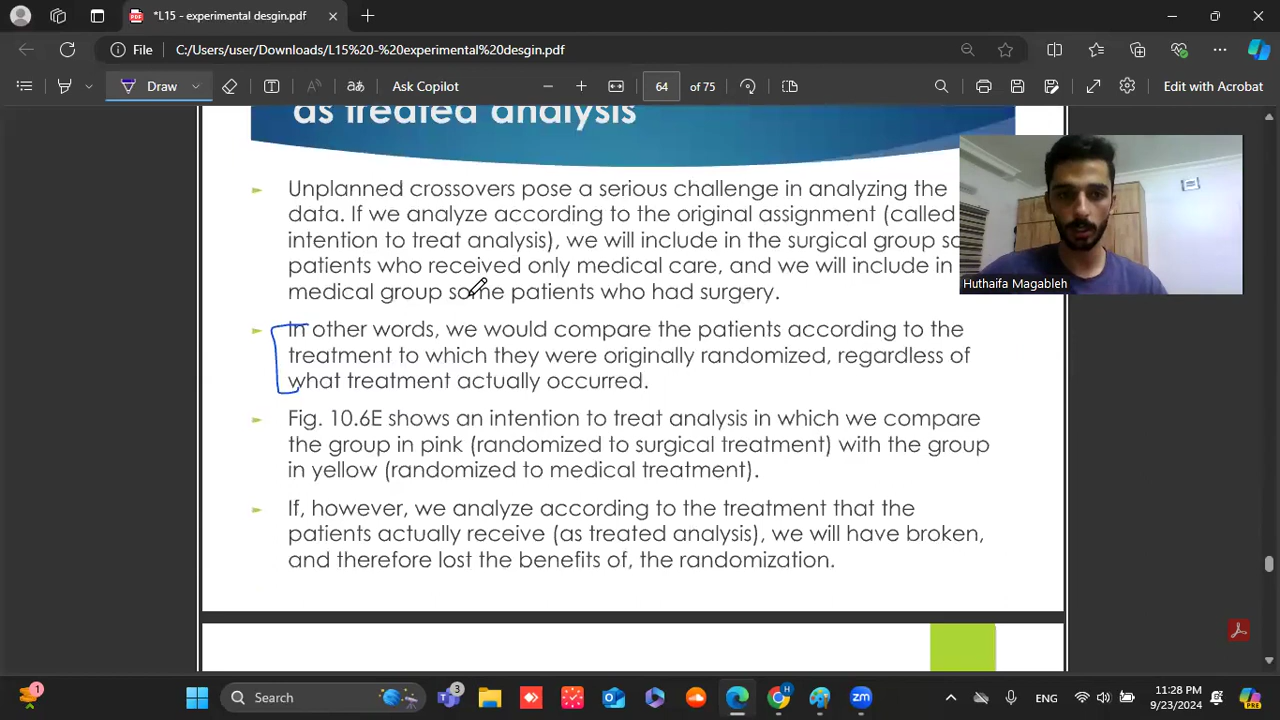 *L15 - experimental desgin.pdf
File
C:/Users/user/Downloads/L15%20-%20experimental%20desgin.pdf
Draw
Ask Copilot
64 of 75
Edit with Acrobat
as treated analysis
Unplanned crossovers pose a serious challenge in analyzing the
data. If we analyze according to the original assignment (called
intention to treat analysis), we will include in the surgical group
patients who received only medical care, and we will include in
medical group some patients who had surgery.
In other words, we would compare the patients according to the
treatment to which they were originally randomized, regardless of
what treatment actually occurred.
Fig. 10.6E shows an intention to treat analysis in which we compare
the group in pink (randomized to surgical treatment) with the group
in yellow (randomized to medical treatment).
If, however, we analyze according to the treatment that the
patients actually receive (as treated analysis), we will have broken,
and therefore lost the benefits of, the randomization.
Huthaifa Magableh
1
Search
3
zm
ENG
11:28 PM
9/23/2024
PRE